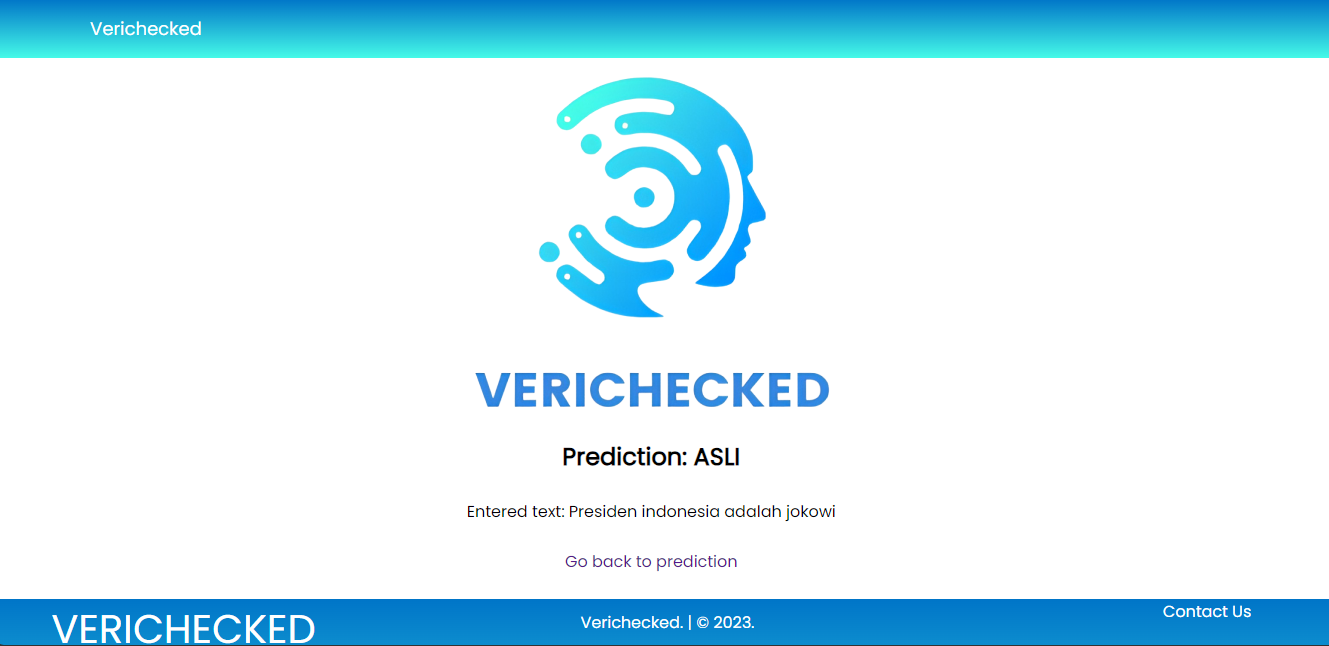 Verichecked
VERICHECKED
Prediction: ASLI
Entered text: Presiden indonesia adalah jokowi
Go back to prediction
VERICHECKED
Verichecked. | © 2023.
Contact Us